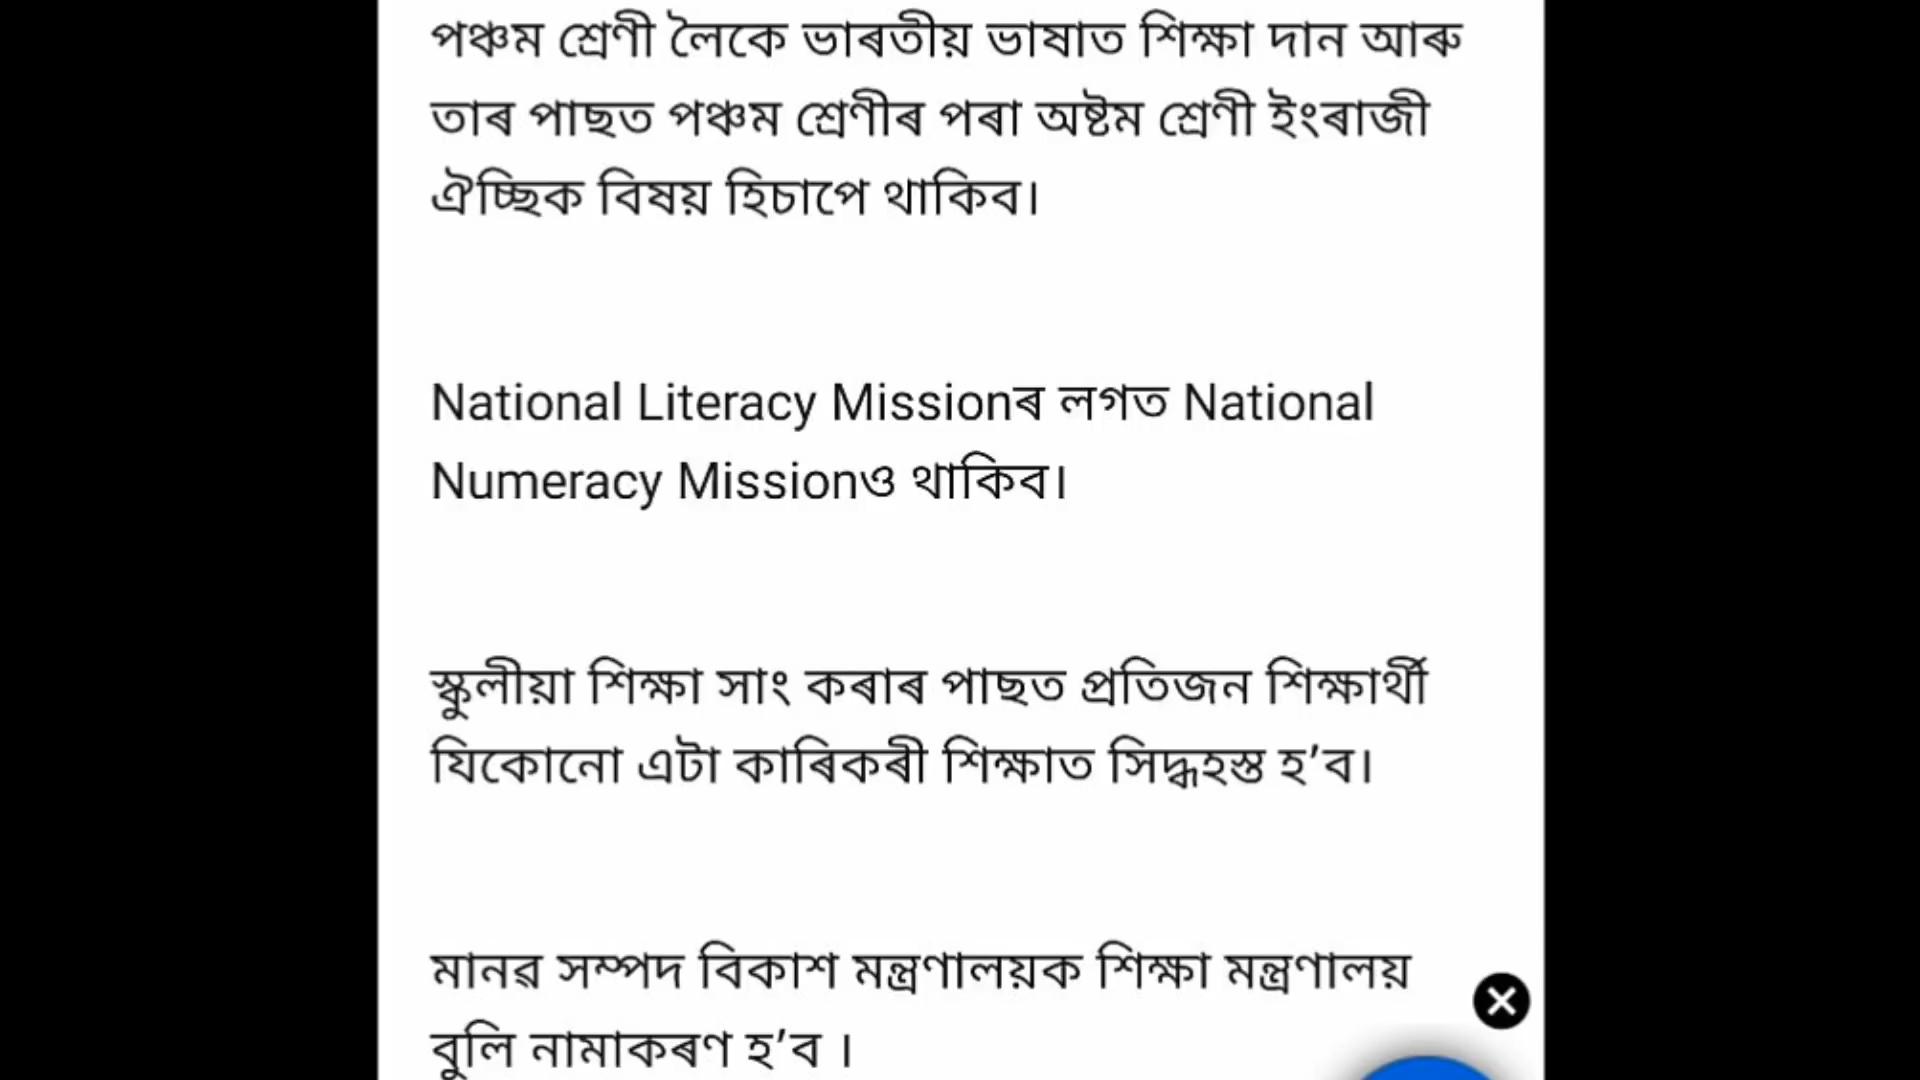 পঞ্চম শ্ৰেণী লৈকে ভাৰতীয় ভাষাত শিক্ষা দান আৰু
তাৰ পাছত পঞ্চম শ্ৰেণীৰ পৰা অষ্টম শ্ৰেণী ইংৰাজী
ঐচ্ছিক বিষয় হিচাপে থাকিব।
National Literacy Missionৰ লগত National
Numeracy Missionও থাকিব।
স্কুলীয়া শিক্ষা সাং কৰাৰ পাছত প্ৰতিজন শিক্ষাৰ্থী
যিকোনো এটা কাৰিকৰী শিক্ষাত সিদ্ধহস্ত হ’ব।
মানৱ সম্পদ বিকাশ মন্ত্ৰণালয়ক শিক্ষা মন্ত্ৰণালয়
বুলি নামাকৰণ হ’ব ।